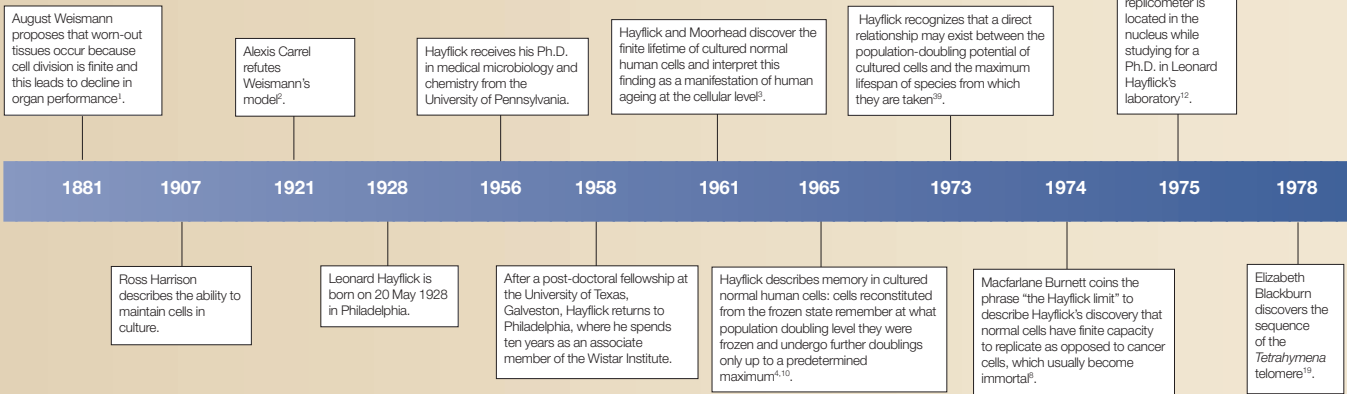 August Weismann
proposes that worn-out
tissues occur because
cell division is finite and
this leads to decline in
organ performance¹.
Alexis Carrel
refutes
Weismann's
model².
Hayflick receives his Ph.D.
in medical microbiology and
chemistry from the
University of Pennsylvania.
Hayflick and Moorhead discover the
finite lifetime of cultured normal
human cells and interpret this
finding as a manifestation of human
ageing at the cellular level³.
Hayflick recognizes that a direct
relationship may exist between the
population-doubling potential of
cultured cells and the maximum
lifespan of species from which
they are taken³⁹.
replicometer is
located in the
nucleus while
studying for a
Ph.D. in Leonard
Hayflick's
laboratory¹².
1881 1907 1921 1928 1956 1958 1961 1965 1973 1974 1975 1978
Ross Harrison
describes the ability to
maintain cells in
culture.
Leonard Hayflick is
born on 20 May 1928
in Philadelphia.
After a post-doctoral fellowship at
the University of Texas,
Galveston, Hayflick returns to
Philadelphia, where he spends
ten years as an associate
member of the Wistar Institute.
Hayflick describes memory in cultured
normal human cells: cells reconstituted
from the frozen state remember at what
population doubling level they were
frozen and undergo further doublings
only up to a predetermined
maximum⁴,¹⁰.
Macfarlane Burnett coins the
phrase “the Hayflick limit” to
describe Hayflick's discovery that
normal cells have finite capacity
to replicate as opposed to cancer
cells, which usually become
immortal⁸.
Elizabeth
Blackburn
discovers the
sequence
of the
Tetrahymena
telomere¹⁹.